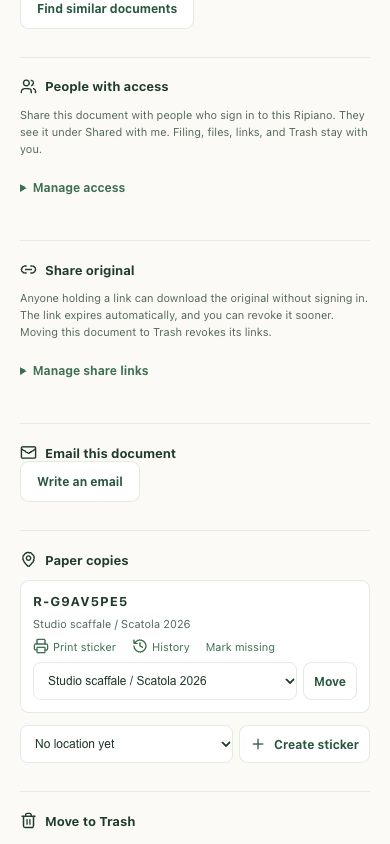 Find similar documents
People with access
Share this document with people who sign in to this Ripiano. They
see it under Shared with me. Filing, files, links, and Trash stay with
you.
Manage access
Share original
Anyone holding a link can download the original without signing in.
The link expires automatically, and you can revoke it sooner.
Moving this document to Trash revokes its links.
Manage share links
Email this document
Write an email
Paper copies
R-G9AV5PE5
Studio scaffale / Scatola 2026
Print sticker History Mark missing
Studio scaffale / Scatola 2026 Move
No location yet Create sticker
Move to Trash